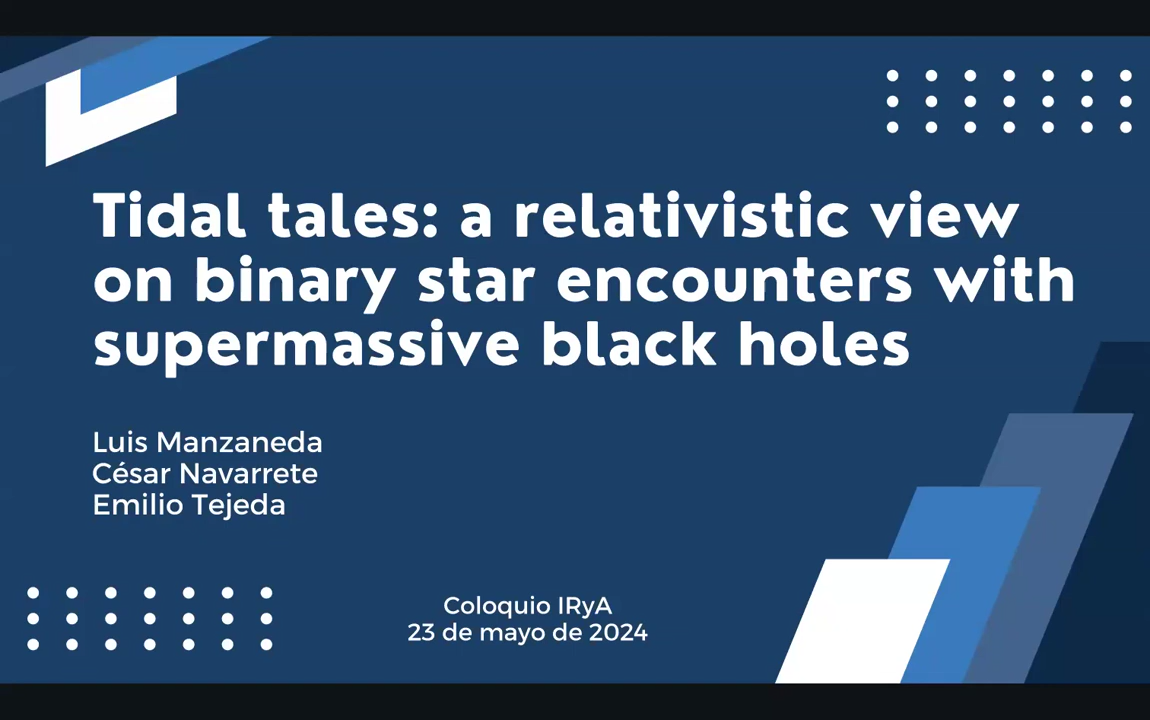 Tidal tales: a relativistic view
on binary star encounters with
supermassive black holes
Luis Manzaneda
César Navarrete
Emilio Tejeda
Coloquio IRyA
23 de mayo de 2024